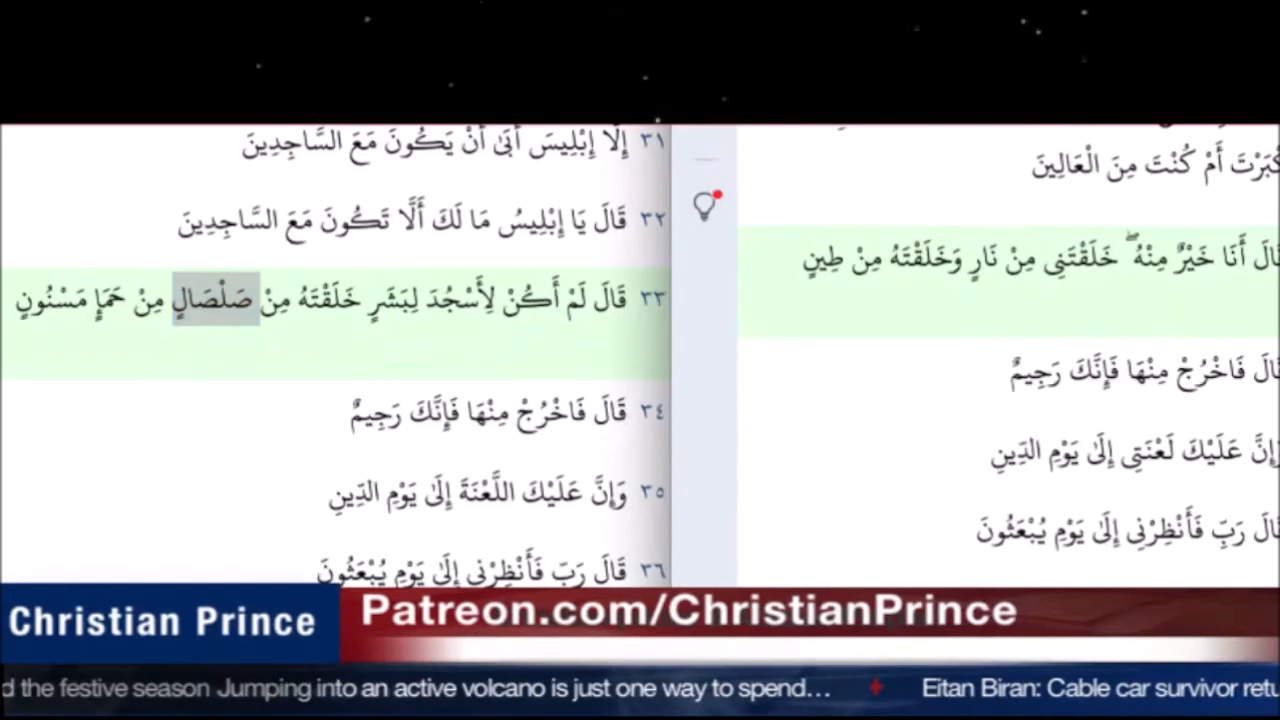 ٣١ إِلَّا إِبْلِيسَ أَبَىٰ أَنْ يَكُونَ مَعَ السَّاجِدِينَ
٣٢ قَالَ يَا إِبْلِيسُ مَا لَكَ أَلَّا تَكُونَ مَعَ السَّاجِدِينَ
٣٣ قَالَ لَمْ أَكُنْ لِأَسْجُدَ لِبَشَرٍ خَلَقْتَهُ مِنْ صَلْصَالٍ مِنْ حَمَإٍ مَسْنُونٍ
٣٤ قَالَ فَاخْرُجْ مِنْهَا فَإِنَّكَ رَجِيمٌ
٣٥ وَإِنَّ عَلَيْكَ اللَّعْنَةَ إِلَىٰ يَوْمِ الدِّينِ
٣٦ قَالَ رَبِّ فَأَنْظِرْنِي إِلَىٰ يَوْمِ يُبْعَثُونَ
كْبَرْتَ أَمْ كُنْتَ مِنَ الْعَالِينَ
قَالَ أَنَا خَيْرٌ مِنْهُ ۖ خَلَقْتَنِي مِنْ نَارٍ وَخَلَقْتَهُ مِنْ طِينٍ
قَالَ فَاخْرُجْ مِنْهَا فَإِنَّكَ رَجِيمٌ
وَإِنَّ عَلَيْكَ لَعْنَتِي إِلَىٰ يَوْمِ الدِّينِ
قَالَ رَبِّ فَأَنْظِرْنِي إِلَىٰ يَوْمِ يُبْعَثُونَ
Christian Prince
Patreon.com/ChristianPrince
d the festive season Jumping into an active volcano is just one way to spend… Eitan Biran: Cable car survivor retu